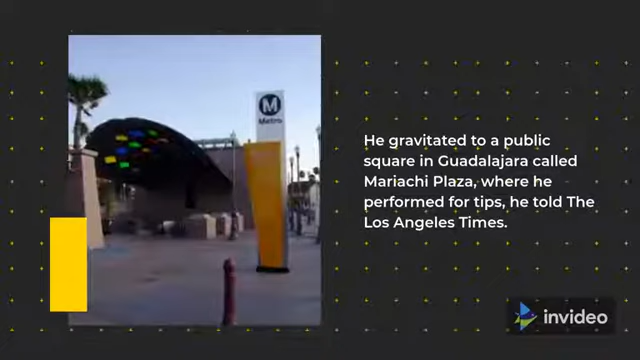 M
Metro
He gravitated to a public
square in Guadalajara called
Mariachi Plaza, where he
performed for tips, he told The
Los Angeles Times.
invideo